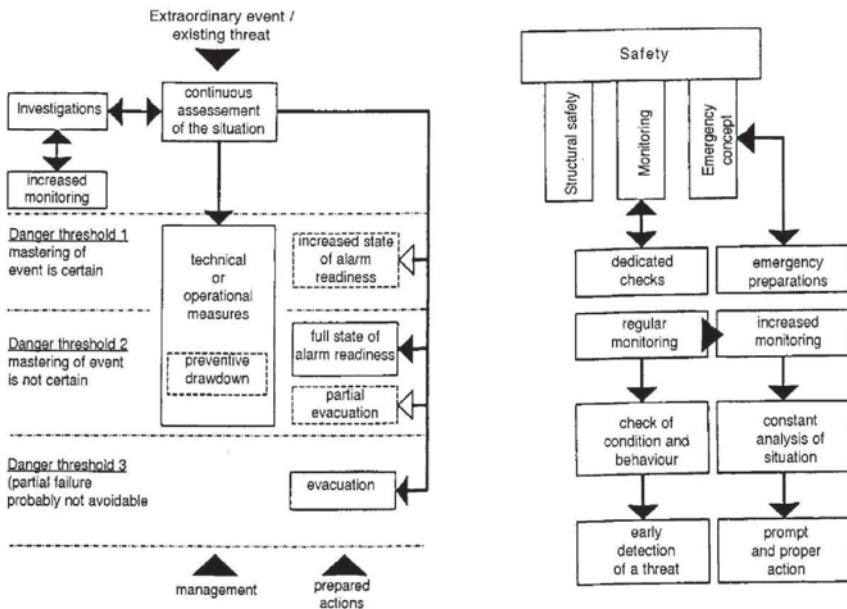 Extraordinary event /
existing threat
Investigations
continuous
assessement
of the situation
increased
monitoring
Danger threshold 1
mastering of
event is certain
technical
or
operational
measures
increased state
of alarm
readiness
Danger threshold 2
mastering of event
is not certain
preventive
drawdown
full state of
alarm readiness
partial
evacuation
Danger threshold 3
(partial failure
probably not avoidable
evacuation
management
prepared
actions
Safety
Structural safety
Monitoring
Emergency
concept
dedicated
checks
emergency
preparations
regular
monitoring
increased
monitoring
check of
condition and
behaviour
constant
analysis of
situation
early
detection
of a threat
prompt
and proper
action